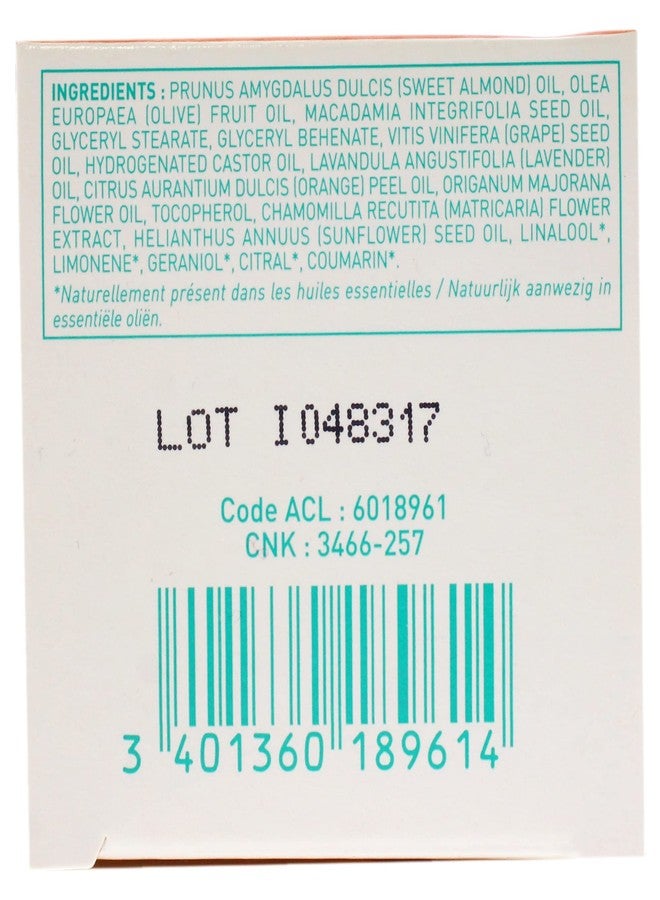 INGREDIENTS : PRUNUS AMYGDALUS DULCIS (SWEET ALMOND) OIL, OLEA
EUROPAEA (OLIVE) FRUIT OIL, MACADAMIA INTEGRIFOLIA SEED OIL,
GLYCERYL STEARATE, GLYCERYL BEHENATE, VITIS VINIFERA (GRAPE) SEED
OIL, HYDROGENATED CASTOR OIL, LAVANDULA ANGUSTIFOLIA (LAVENDER)
OIL, CITRUS AURANTIUM DULCIS (ORANGE) PEEL OIL, ORIGANUM MAJORANA
FLOWER OIL, TOCOPHEROL, CHAMOMILLA RECUTITA (MATRICARIA) FLOWER
EXTRACT, HELIANTHUS ANNUUS (SUNFLOWER) SEED OIL, LINALOOL*,
LIMONENE*, GERANIOL*, CITRAL*, COUMARIN*.
*Naturellement présent dans les huiles essentielles / Natuurlijk aanwezig in
essentiële oliën.
LOT I048317
Code ACL : 6018961
CNK : 3466-257
3 401360 189614